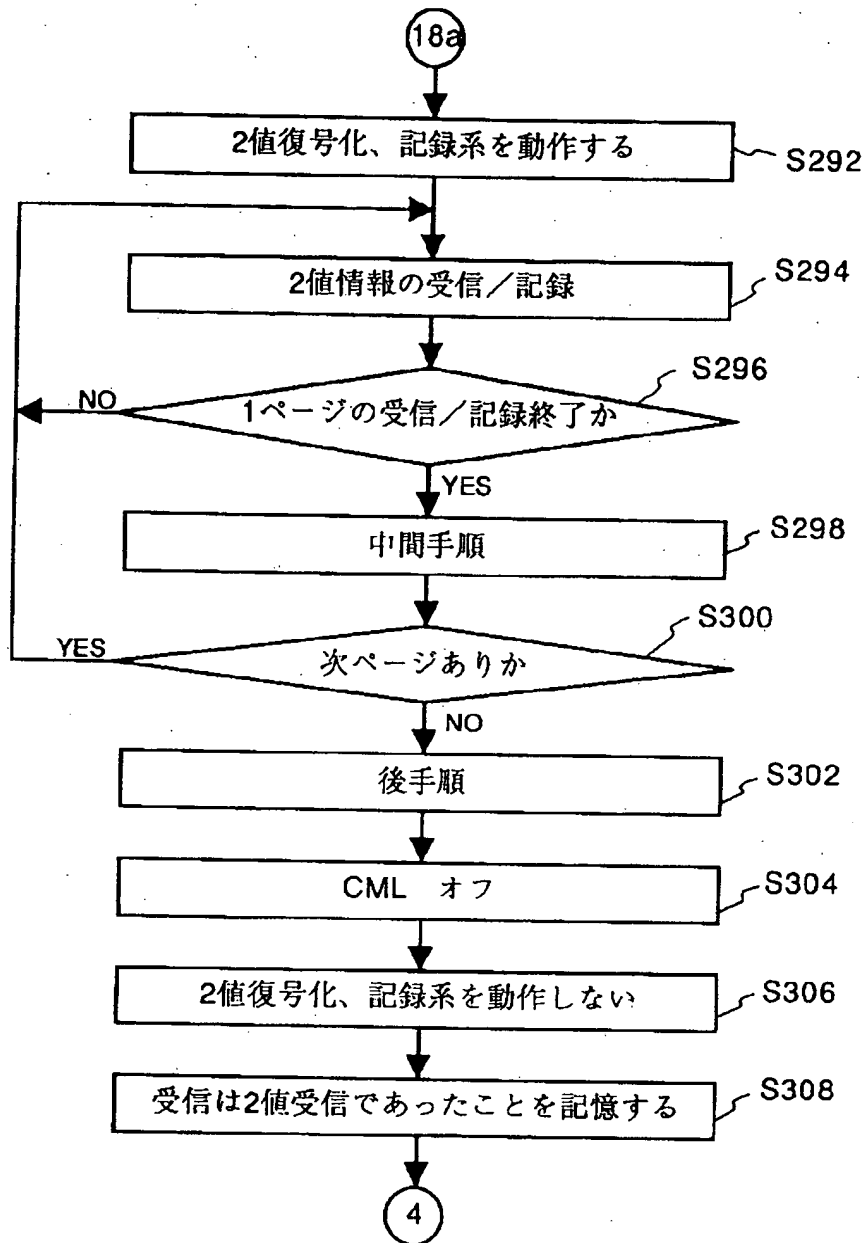 18a
2値復号化、記録系を動作する
S292
2値情報の受信／記録
S294
1ページの受信／記録終了か
S296
NO
YES
中間手順
S298
次ページありか
S300
YES
NO
後手順
S302
CML オフ
S304
2値復号化、記録系を動作しない
S306
受信は2値受信であったことを記憶する
S308
4